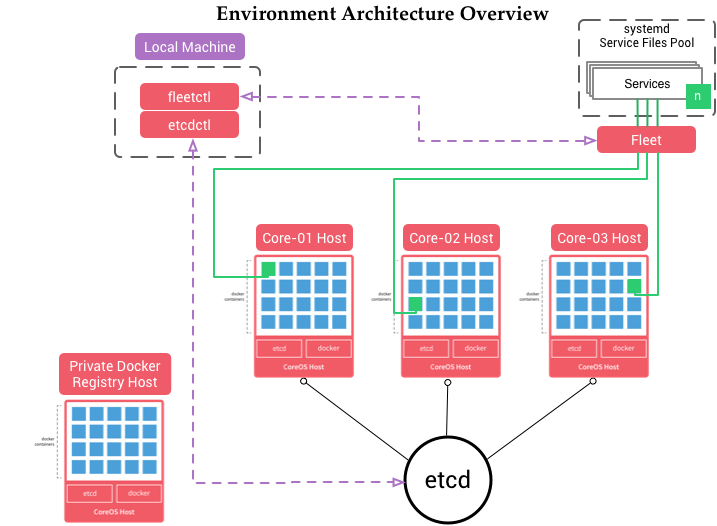 Environment Architecture Overview
Local Machine
fleetctl
etcdctl
systemd
Service Files Pool
Services
n
Fleet
Core-01 Host
Core-02 Host
Core-03 Host
docker
containers
etcd
docker
CoreOS Host
docker
containers
etcd
docker
CoreOS Host
docker
containers
etcd
docker
CoreOS Host
Private Docker
Registry Host
docker
containers
etcd
docker
CoreOS Host
etcd